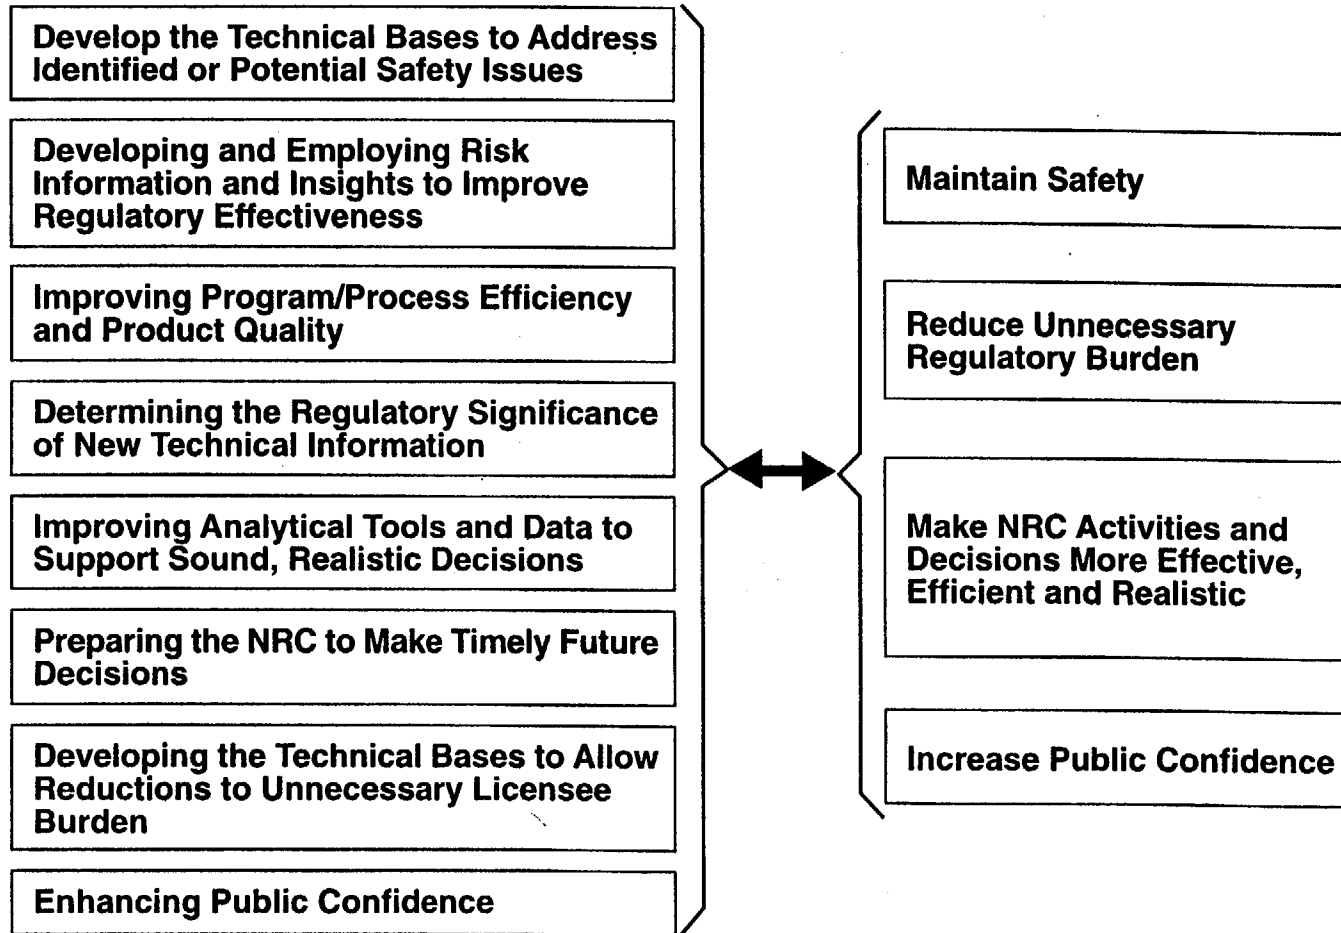 Develop the Technical Bases to Address
Identified or Potential Safety Issues
Developing and Employing Risk
Information and Insights to Improve
Regulatory Effectiveness
Improving Program/Process Efficiency
and Product Quality
Determining the Regulatory Significance
of New Technical Information
Improving Analytical Tools and Data to
Support Sound, Realistic Decisions
Preparing the NRC to Make Timely Future
Decisions
Developing the Technical Bases to Allow
Reductions to Unnecessary Licensee
Burden
Enhancing Public Confidence
Maintain Safety
Reduce Unnecessary
Regulatory Burden
Make NRC Activities and
Decisions More Effective,
Efficient and Realistic
Increase Public Confidence